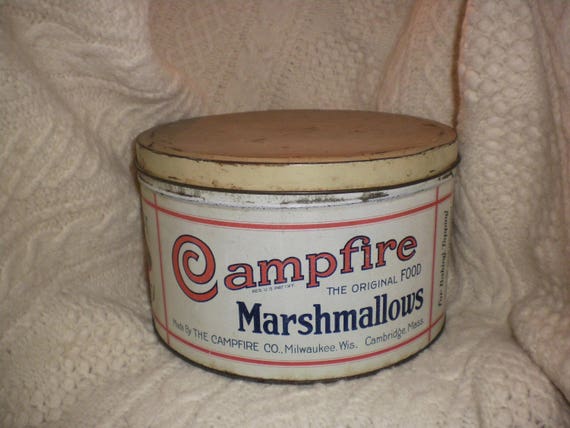 Campfire
REG. U.S. PAT. OFF.
THE ORIGINAL FOOD
Marshmallows
Made By THE CAMPFIRE CO., Milwaukee, Wis. Cambridge, Mass.
For Baking, Topping